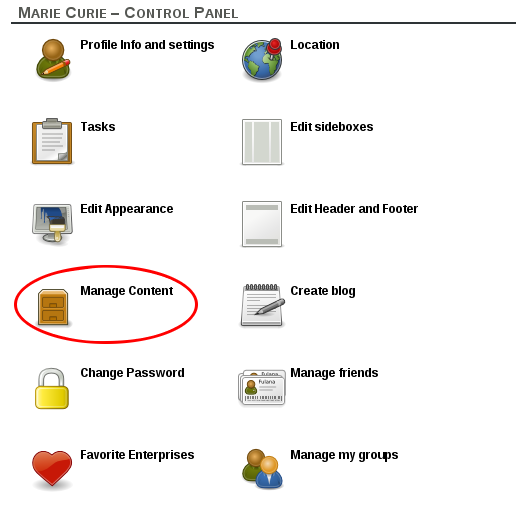 MARIE CURIE – CONTROL PANEL
Profile Info and settings
Location
Tasks
Edit sideboxes
Edit Appearance
Edit Header and Footer
Manage Content
Create blog
Change Password
Manage friends
Fulana
Fulano
Favorite Enterprises
Manage my groups